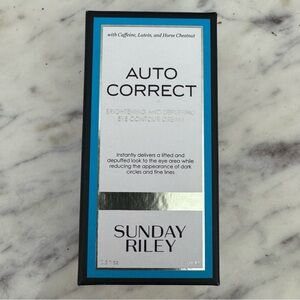 with Caffeine, Lutein, and Horse Chestnut
AUTO
CORRECT
BRIGHTENING AND DEPUFFING
EYE CONTOUR CREAM
Instantly delivers a lifted and
depuffed look to the eye area while
reducing the appearance of dark
circles and fine lines
SUNDAY
RILEY